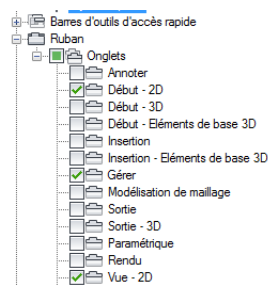 Barres d'outils d'accès rapide
Ruban
Onglets
Annoter
Début - 2D
Début - 3D
Début - Eléments de base 3D
Insertion
Insertion - Eléments de base 3D
Gérer
Modélisation de maillage
Sortie
Sortie - 3D
Paramétrique
Rendu
Vue - 2D